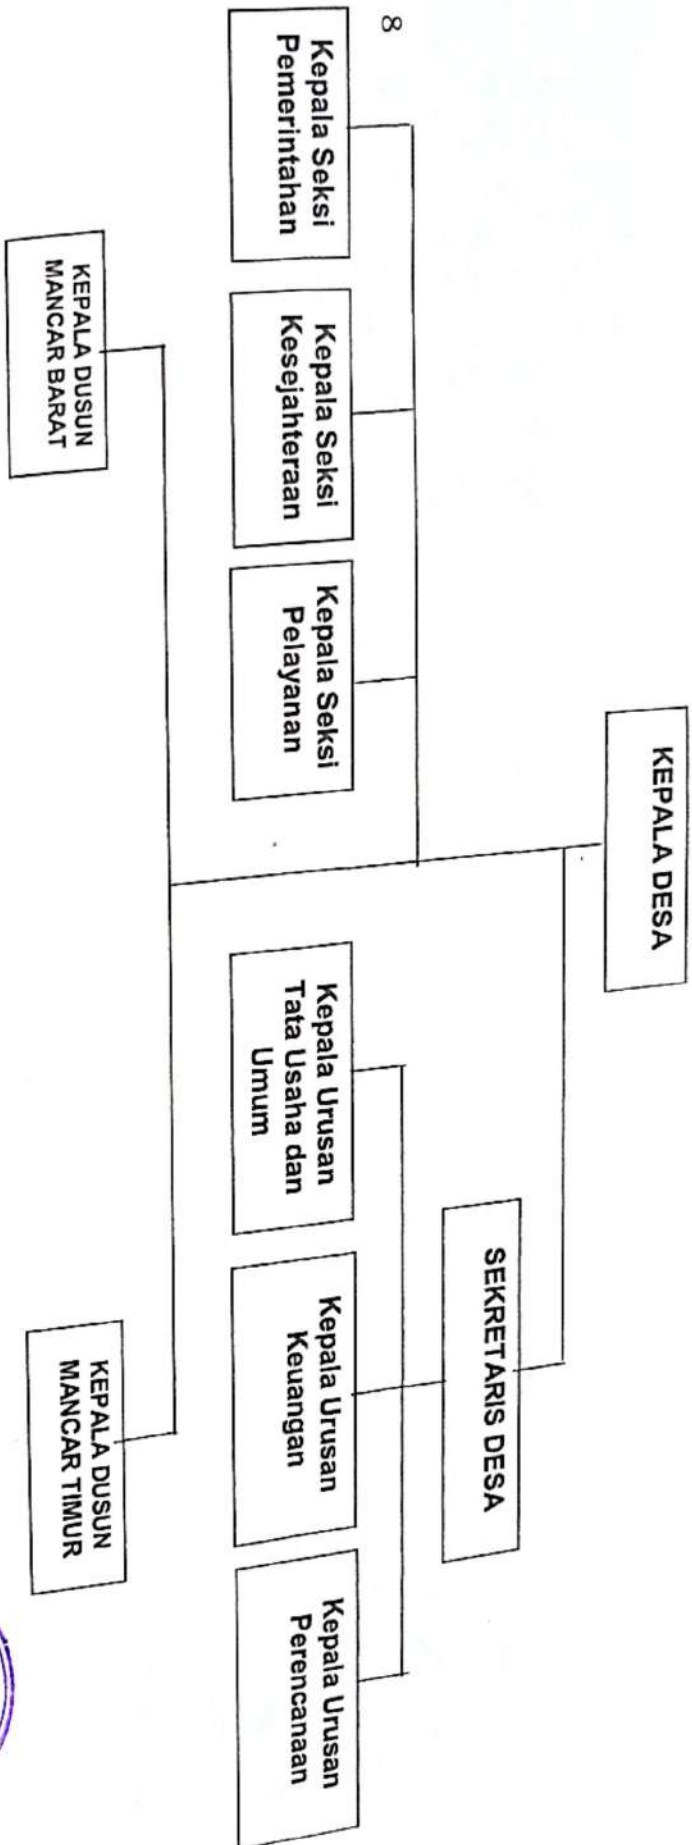 8
KEPALA DESA
SEKRETARIS DESA
Kepala Seksi
Pemerintahan
Kepala Seksi
Kesejahteraan
Kepala Seksi
Pelayanan
Kepala Urusan
Tata Usaha dan
Umum
Kepala Urusan
Keuangan
Kepala Urusan
Perencanaan
KEPALA DUSUN
MANCAR BARAT
KEPALA DUSUN
MANCAR TIMUR